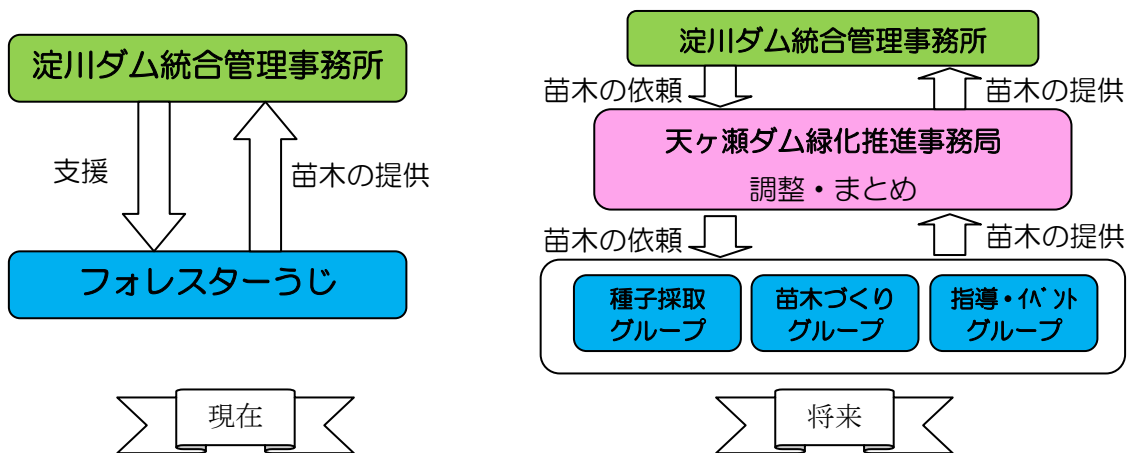 淀川ダム統合管理事務所
支援
苗木の提供
フォレスターうじ
現在
淀川ダム統合管理事務所
苗木の依頼
苗木の提供
天ヶ瀬ダム緑化推進事務局
調整・まとめ
苗木の依頼
苗木の提供
種子採取
グループ
苗木づくり
グループ
指導・ｲﾍﾞﾝﾄ
グループ
将来